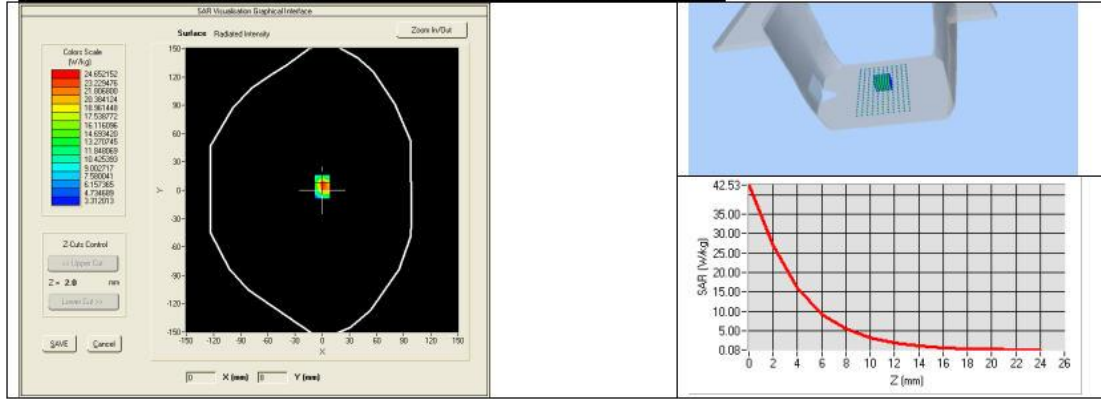 SAR Visualisation Graphical Interface
Surface Radiated Intensity
Zoom In/Out
Colors Scale
(W/kg)
24.652152
23.229476
21.806800
20.384124
18.961448
17.538772
16.116096
14.693420
13.270745
11.848069
10.425393
9.002717
7.580041
6.157365
4.734689
3.312013
Z-Cuts Control
<< Upper Cut
Z = 2.0 mm
Lower Cut >>
SAVE Cancel
150-
120-
90-
60-
30-
0-
-30-
-60-
-90-
-120-
-150-
Y
-150 -120 -90 -60 -30 0 30 60 90 120 150
X
0 X (mm) 8 Y (mm)
42.53-
35.00-
30.00-
25.00-
20.00-
15.00-
10.00-
5.00-
0.08-
SAR (W/kg)
0 2 4 6 8 10 12 14 16 18 20 22 24 26
Z (mm)